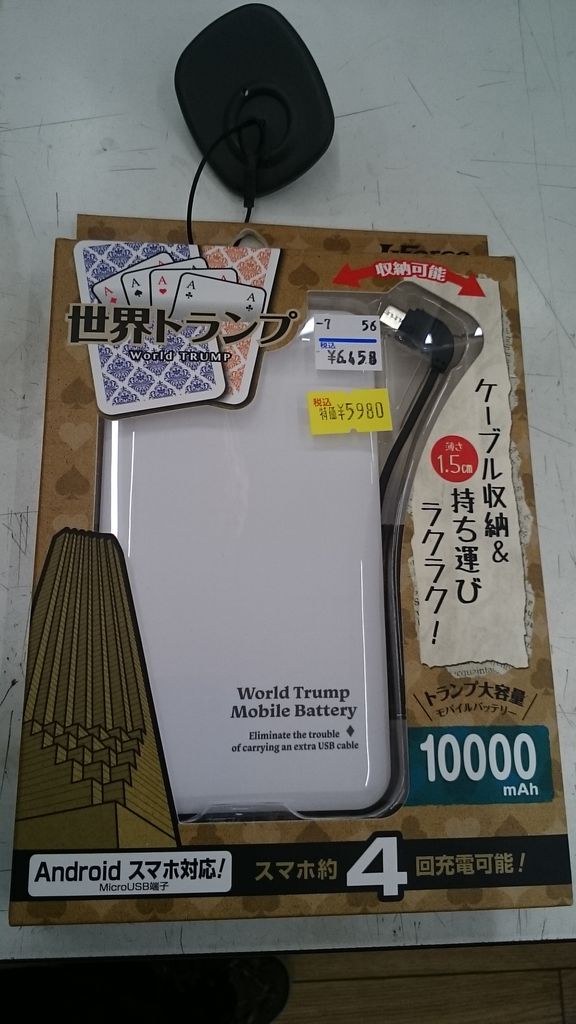 収納可能
A A A A
世界トランプ
World TRUMP
-7 56
税込
¥6,458
税込
特価¥5980
ケーブル収納&
持ち運び
ラクラク!
薄さ
1.5cm
World Trump
Mobile Battery
Eliminate the trouble
of carrying an extra USB cable
トランプ大容量
モバイルバッテリー
10000
mAh
Android スマホ対応!
MicroUSB端子
スマホ約4回充電可能!